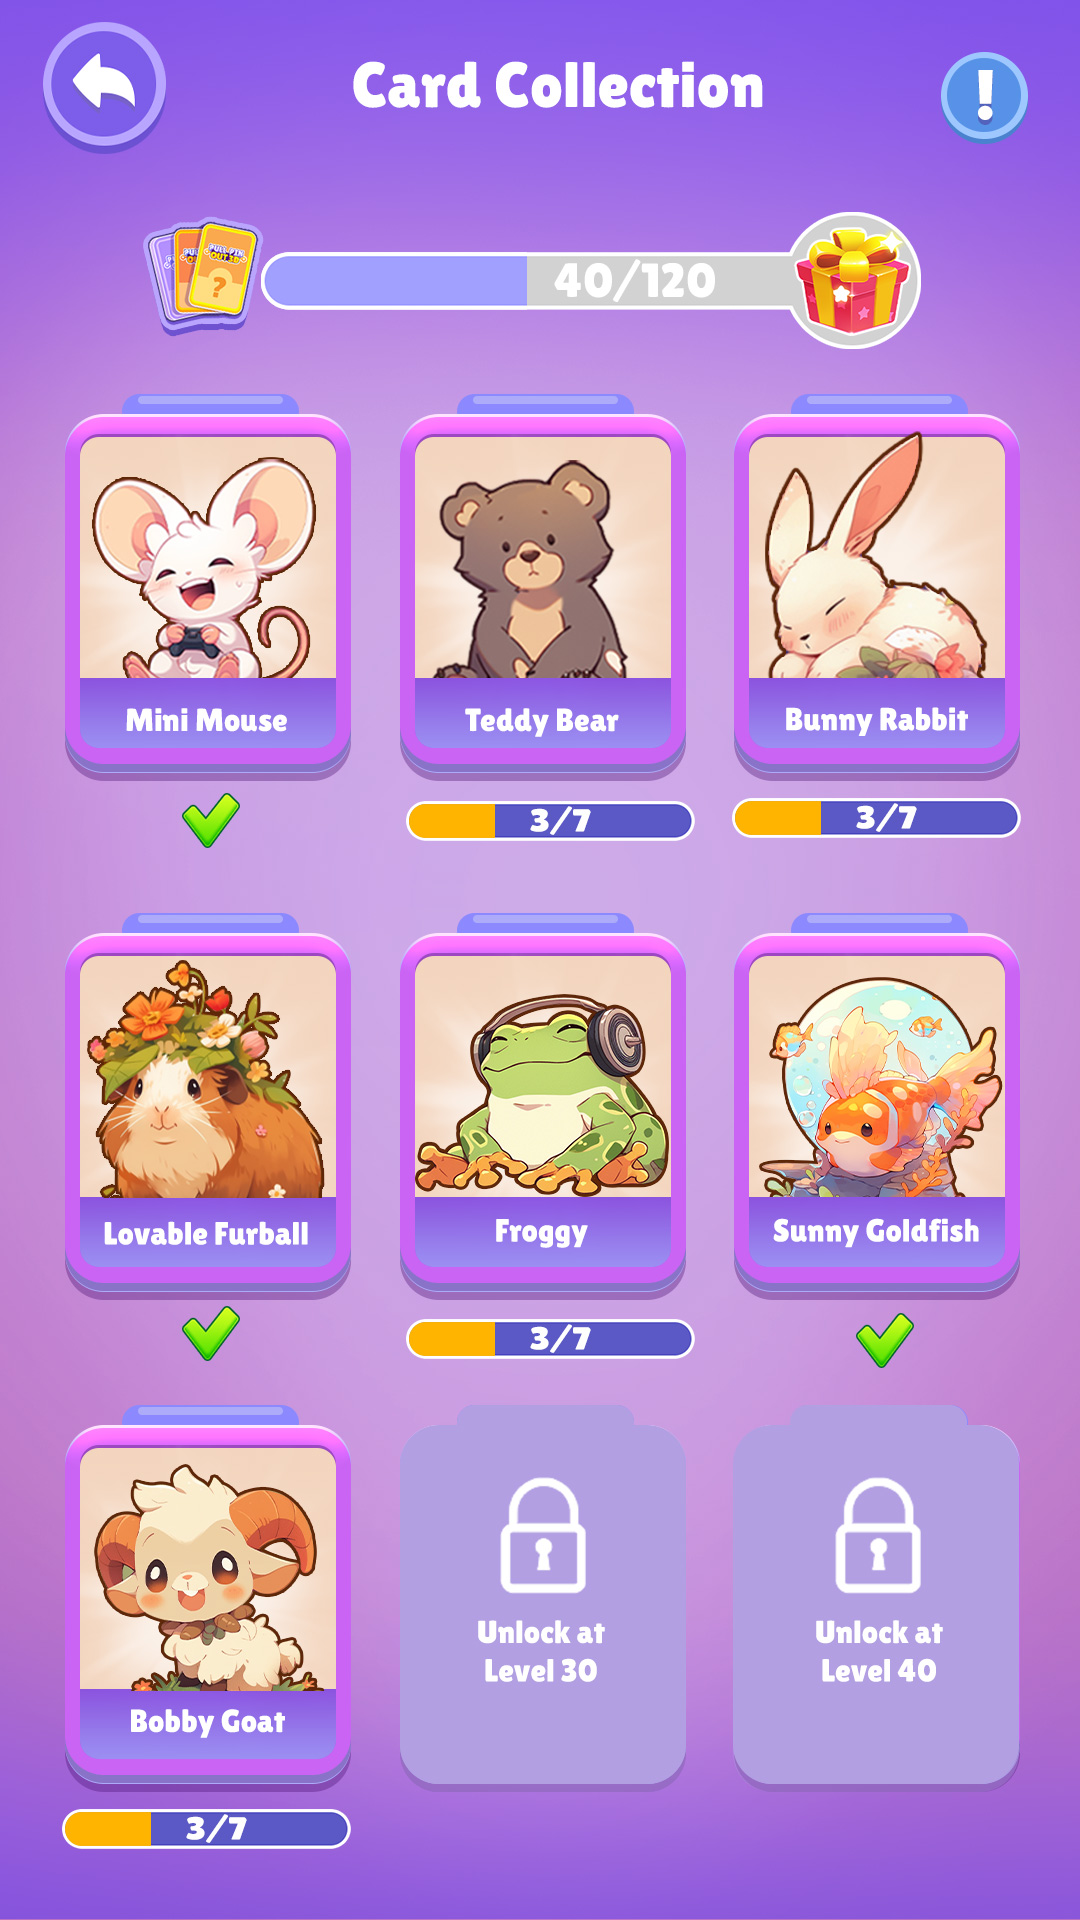 Card Collection
PULL PIN
OUT 3D
?
40/120
Mini Mouse
Teddy Bear
Bunny Rabbit
3/7
3/7
Lovable Furball
Froggy
Sunny Goldfish
3/7
Unlock at
Level 30
Unlock at
Level 40
Bobby Goat
3/7